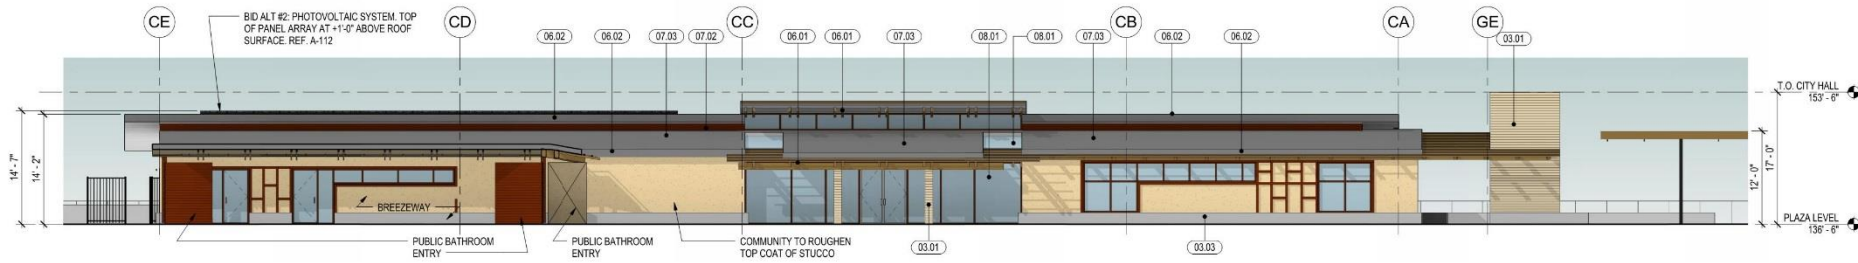 CE
BID ALT #2: PHOTOVOLTAIC SYSTEM. TOP
OF PANEL ARRAY AT +1'-0" ABOVE ROOF
SURFACE. REF. A-112
CD
06.02
06.02
07.03
07.02
CC
06.01
06.01
07.03
08.01
08.01
07.03
CB
06.02
06.02
CA
GE
03.01
T.O. CITY HALL
153' - 6"
14' - 7"
14' - 2"
12' - 0"
17' - 0"
BREEZEWAY
PLAZA LEVEL
136' - 6"
PUBLIC BATHROOM
ENTRY
PUBLIC BATHROOM
ENTRY
COMMUNITY TO ROUGHEN
TOP COAT OF STUCCO
03.01
03.03